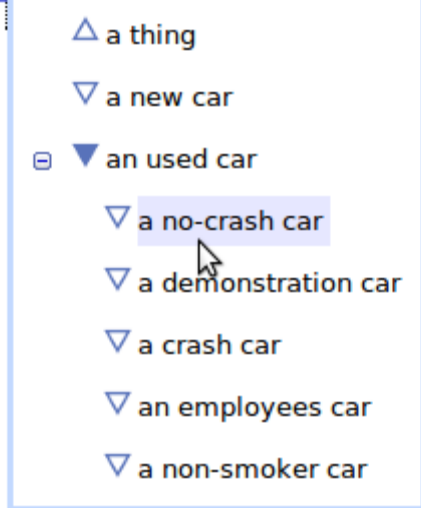 a thing
a new car
an used car
a no-crash car
a demonstration car
a crash car
an employees car
a non-smoker car